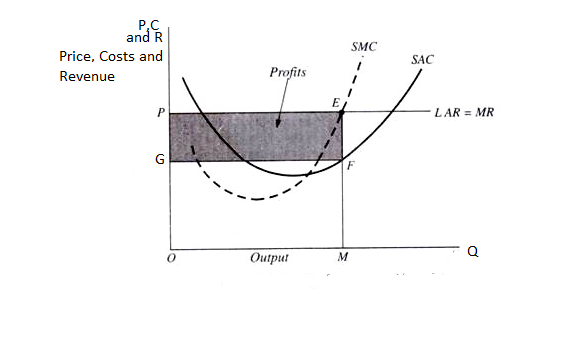 P,C
and R
Price, Costs and
Revenue
SMC
SAC
Profits
P
E
LAR = MR
G
F
O
Output
M
Q